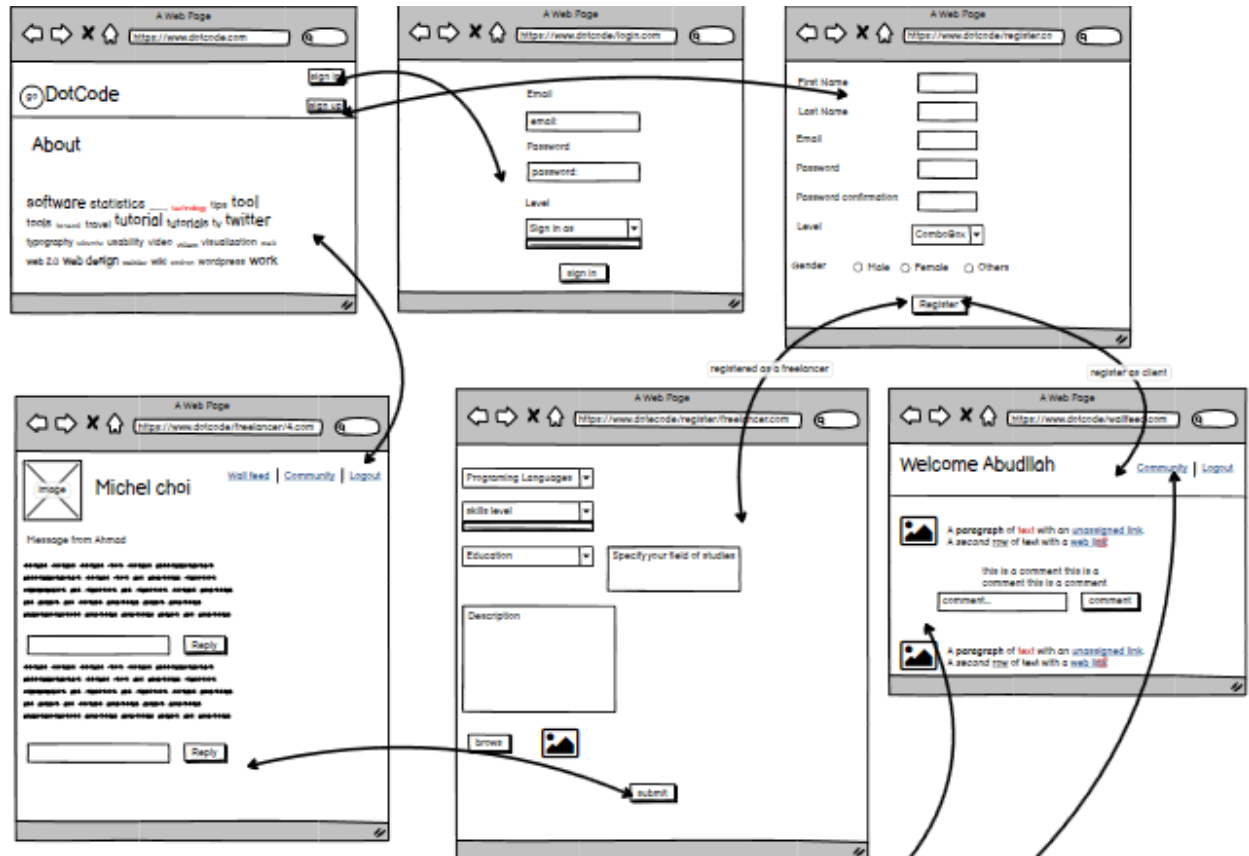 A Web Page
https://www.dotcode.com
sign in
go DotCode
sign up
About
software statistics technology tips tool
tools travel tutorial tutorials tv twitter
typography ubuntu usability video visualization
web 2.0 Web design wiki wordpress work
A Web Page
https://www.dotcode/login.com
Email
email:
Password
password:
Level
Sign in as
sign in
A Web Page
https://www.dotcode/register.co
First Name
Last Name
Email
Password
Password confirmation
Level
ComboBox
Gender
Male
Female
Others
Register
registered as a freelancer
register as client
A Web Page
https://www.dotcode/freelancer/4.com
image
Michel choi
Wall feed | Community | Logout
Message from Ahmad
Reply
Reply
A Web Page
https://www.dotecode/register/freelancer.com
Programing Languages
skills level
Education
Specify your field of studies
Description
brows
submit
A Web Page
https://www.dotcode/wallfeed.com
Welcome Abudllah
Community | Logout
A paragraph of text with an unassigned link.
A second row of text with a web link
this is a comment this is a
comment this is a comment
comment...
comment
A paragraph of text with an unassigned link.
A second row of text with a web link